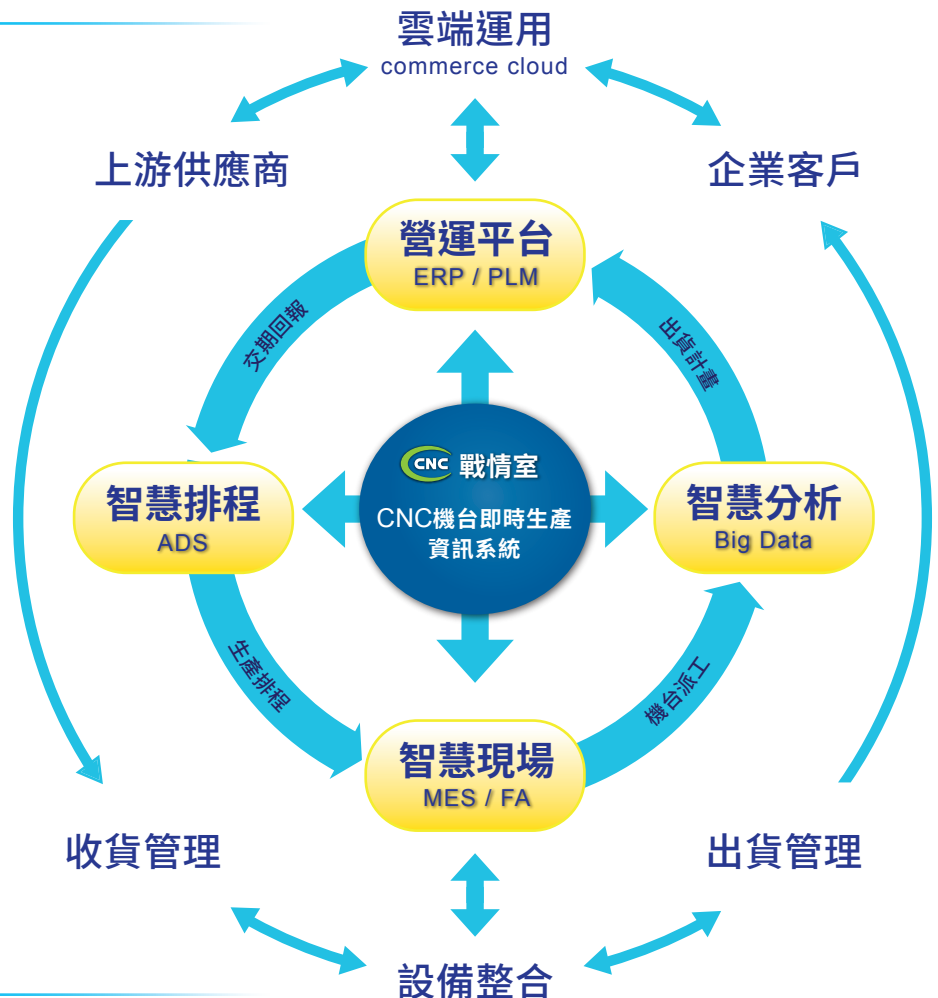 雲端運用
commerce cloud
上游供應商
企業客戶
營運平台
ERP / PLM
交期回報
出貨計畫
CNC 戰情室
CNC機台即時生產
資訊系統
智慧排程
ADS
智慧分析
Big Data
生產排程
機台派工
智慧現場
MES / FA
收貨管理
出貨管理
設備整合